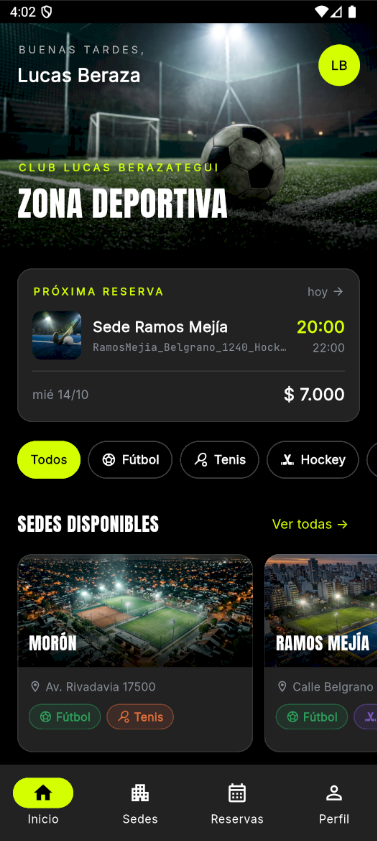 4:02
BUENAS TARDES,
Lucas Beraza
LB
CLUB LUCAS BERAZATEGUI
ZONA DEPORTIVA
PRÓXIMA RESERVA
hoy →
Sede Ramos Mejía
20:00
RamosMejia_Belgrano_1240_Hock…
22:00
mié 14/10
$ 7.000
Todos
Fútbol
Tenis
Hockey
SEDES DISPONIBLES
Ver todas →
MORÓN
RAMOS MEJÍA
Av. Rivadavia 17500
Calle Belgrano
Fútbol
Tenis
Fútbol
Inicio
Sedes
Reservas
Perfil